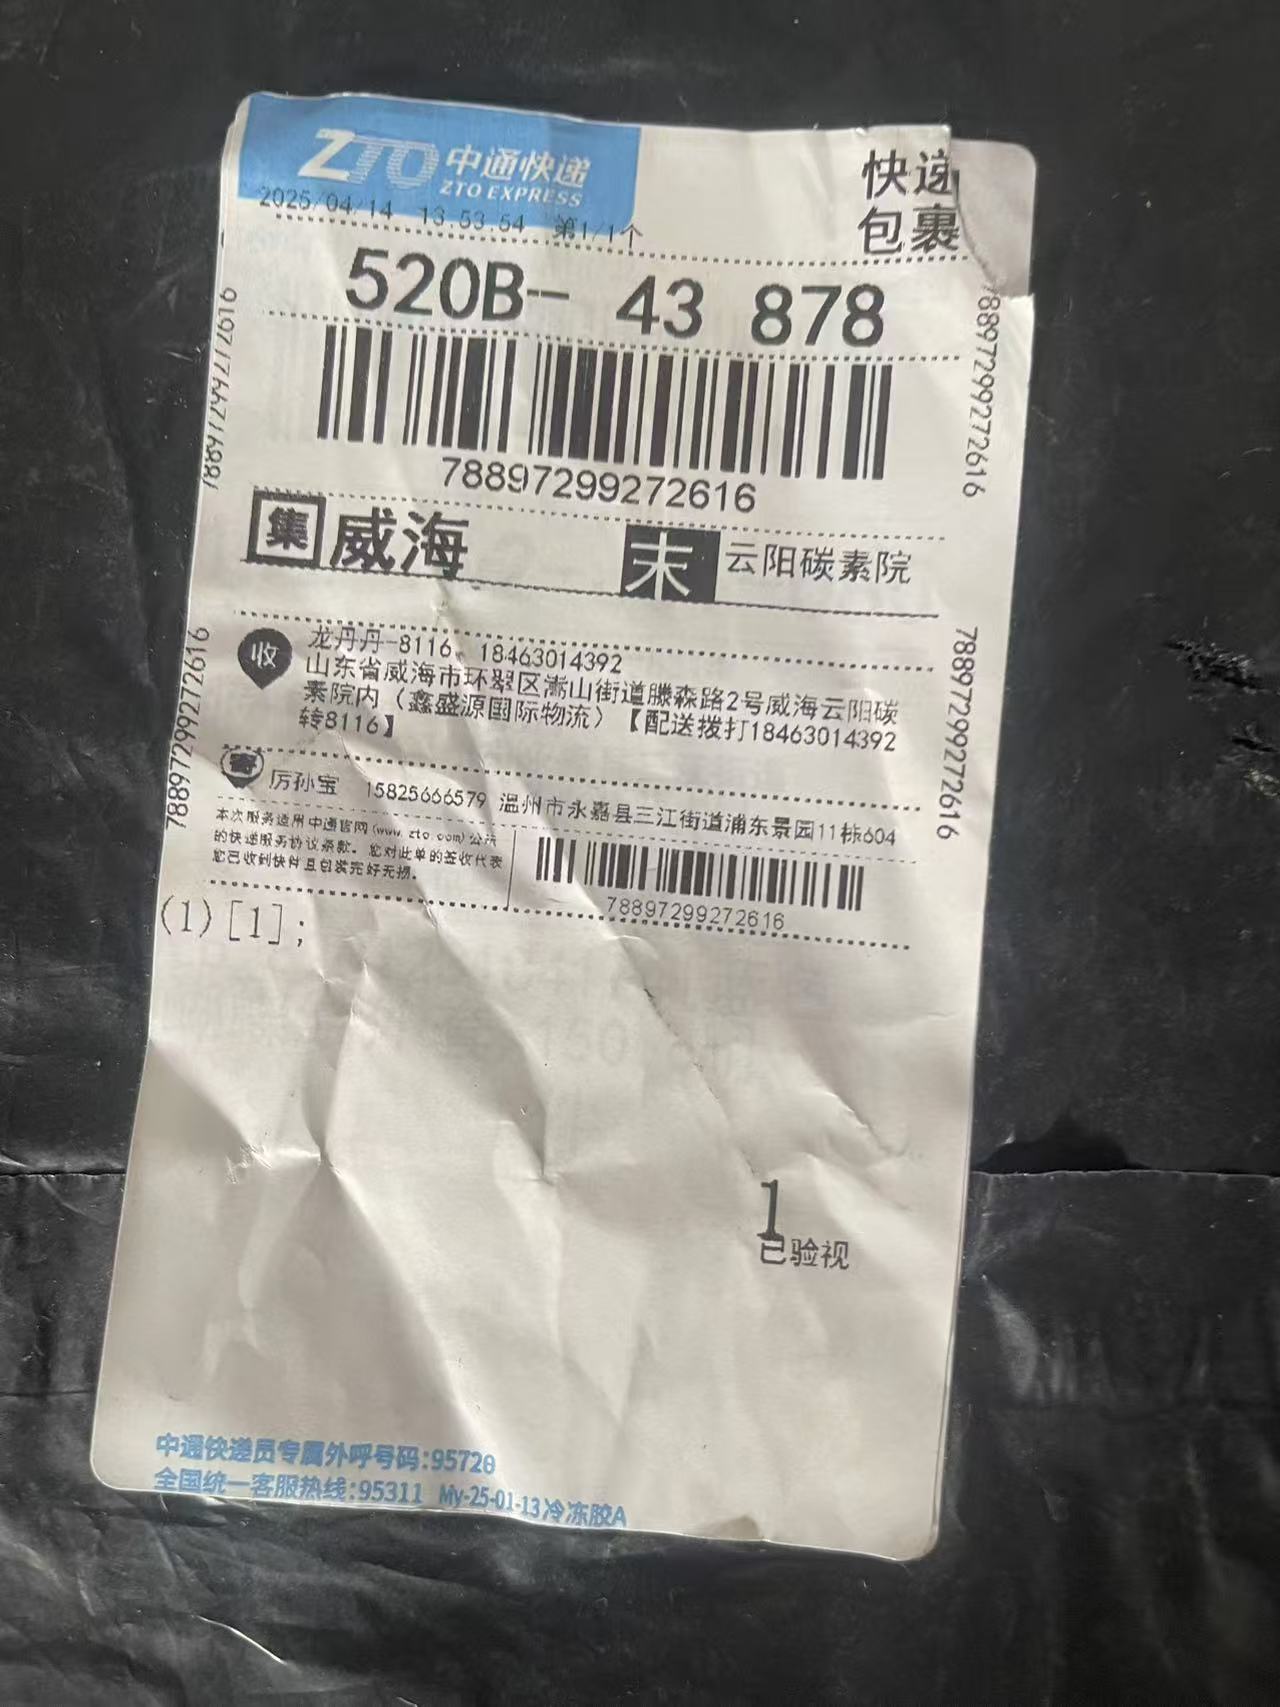 ZTO 中通快递
ZTO EXPRESS
快递
包裹
2025/04/14 13:53:54 第1/1个
520B- 43 878
78897299272616
78897299272616
78897299272616
集 威海
末 云阳碳素院
收 龙丹丹-8116, 18463014392
山东省威海市环翠区嵩山街道滕森路2号威海云阳碳
素院内（鑫盛源国际物流）【配送拨打18463014392
转8116】
78897299272616
78897299272616
寄 厉孙宝 15825666579 温州市永嘉县三江街道浦东景园11栋604
本次服务适用中通官网(www.zto.com)公示
的快递服务协议条款。您对此单的签收代表
您已收到快件且包装完好无损。
78897299272616
(1)[1];
1
已验视
中通快递员专属外呼号码:95720
全国统一客服热线:95311 My-25-01-13冷冻胶A